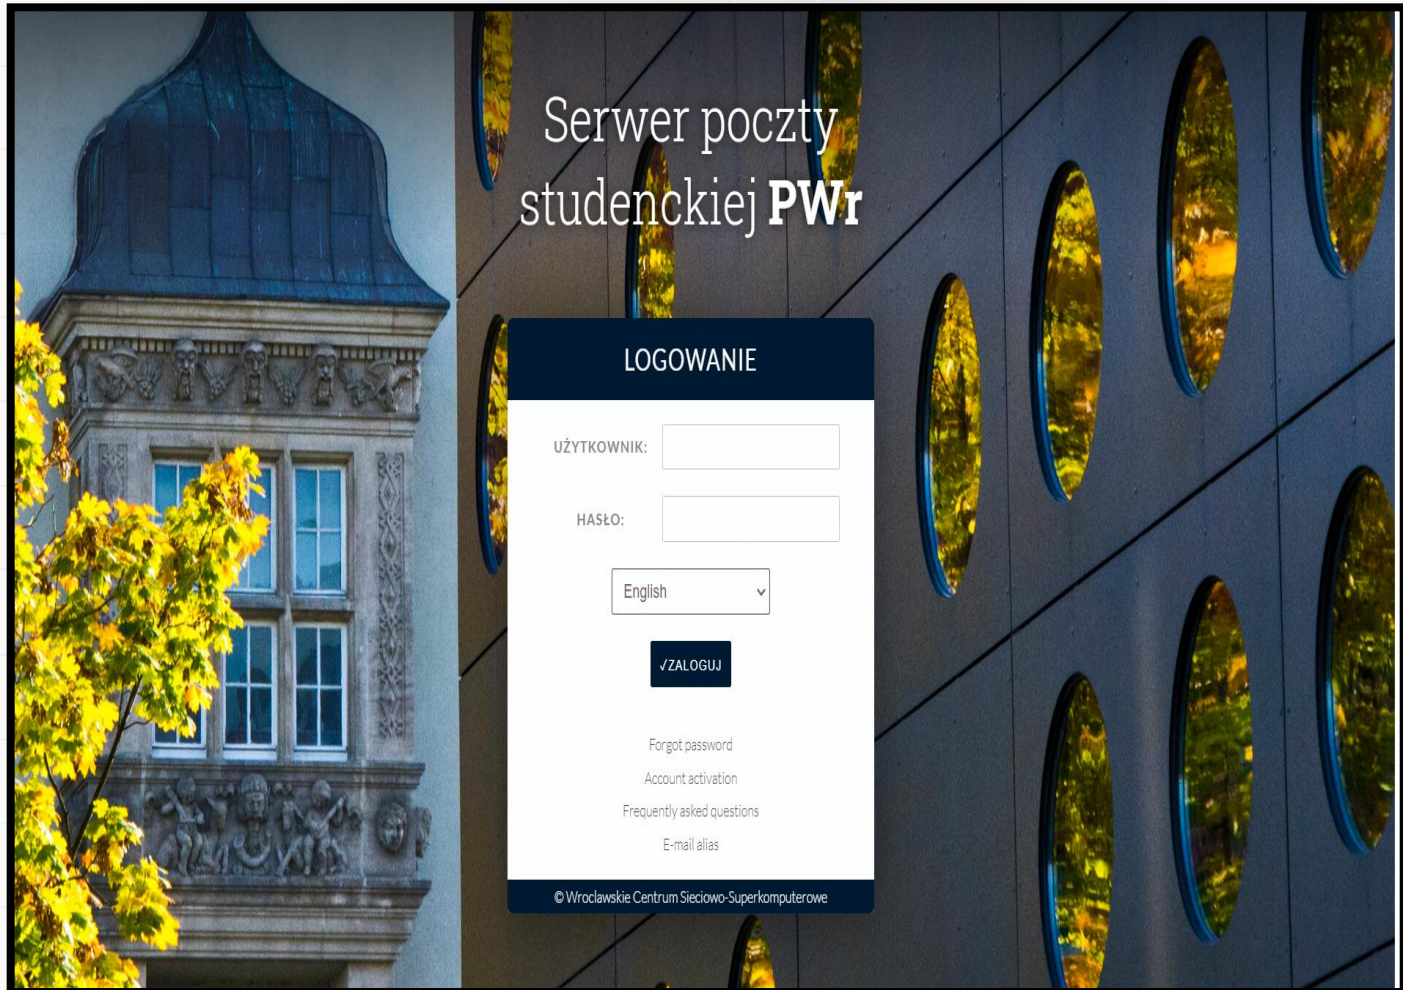 Serwer poczty
studenckiej PWr
LOGOWANIE
UŻYTKOWNIK:
HASŁO:
English
√ZALOGUJ
Forgot password
Account activation
Frequently asked questions
E-mail alias
© Wroclawskie Centrum Sieciowo-Superkomputerowe